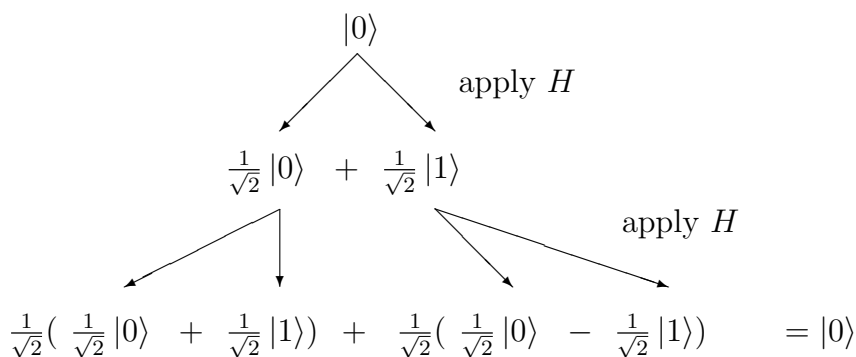 |0⟩
apply H
1/√2 |0⟩ + 1/√2 |1⟩
apply H
1/√2( 1/√2 |0⟩ + 1/√2 |1⟩) + 1/√2( 1/√2 |0⟩ − 1/√2 |1⟩) = |0⟩